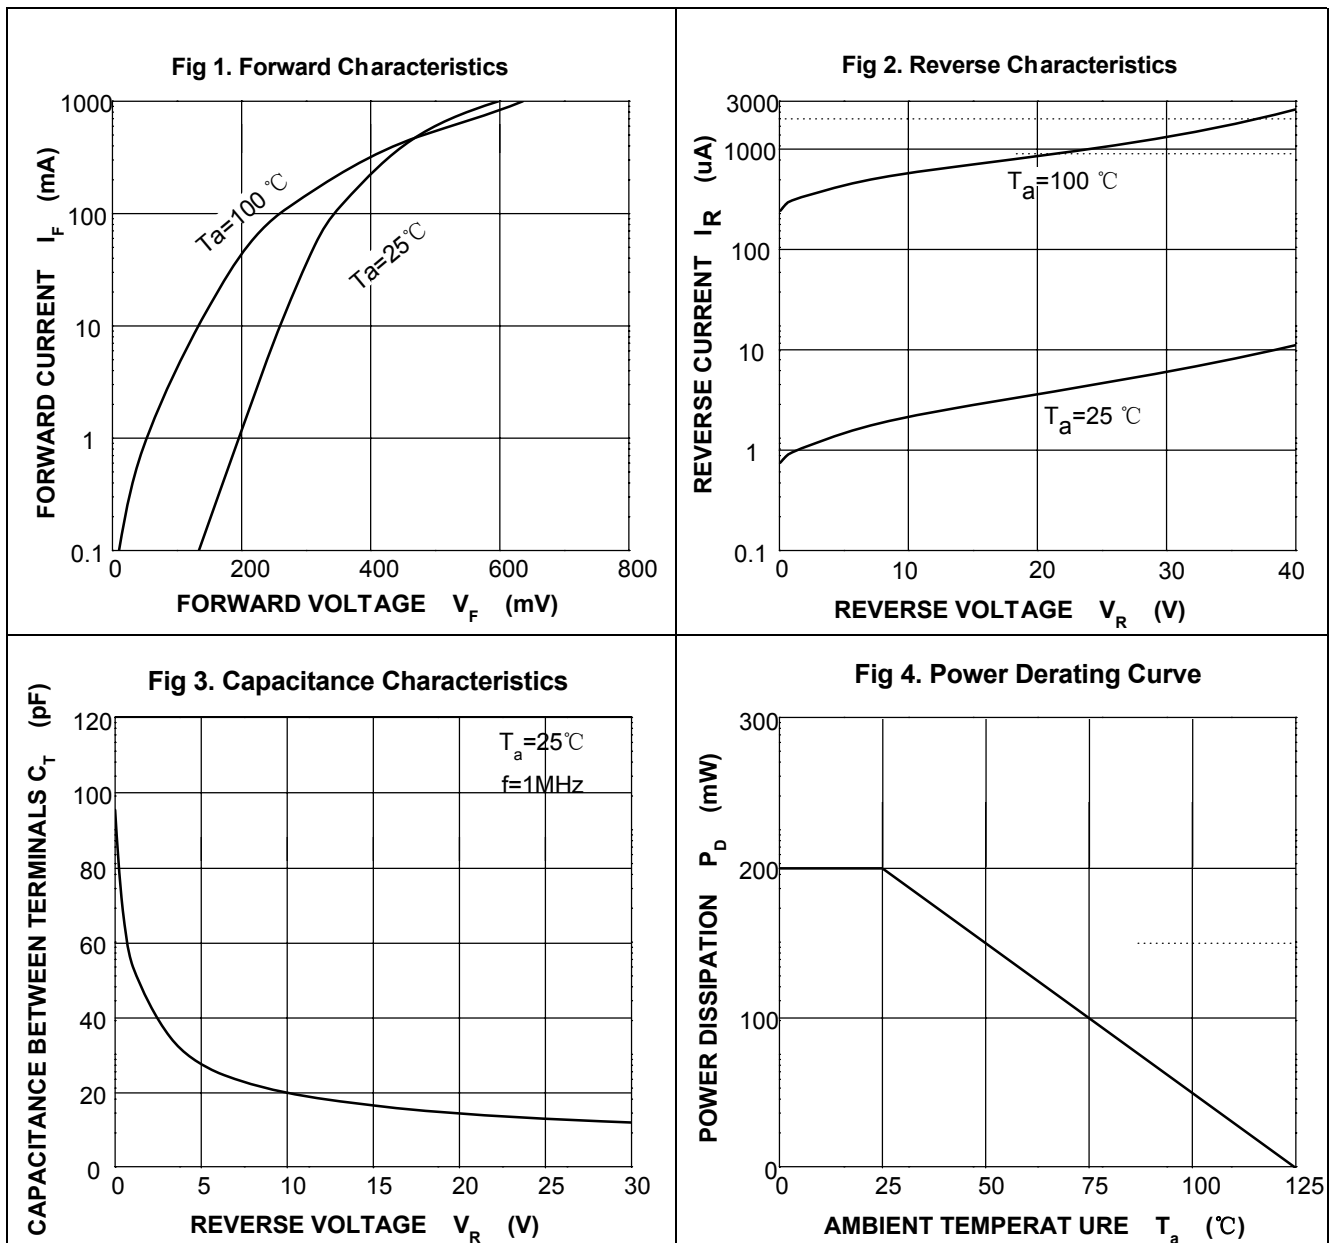 Fig 1. Forward Characteristics
FORWARD CURRENT I_F (mA)
1000
100
10
1
0.1
Ta=100 ℃
Ta=25℃
0 200 400 600 800
FORWARD VOLTAGE V_F (mV)
Fig 2. Reverse Characteristics
REVERSE CURRENT I_R (uA)
3000
1000
100
10
1
0.1
T_a=100 ℃
T_a=25 ℃
0 10 20 30 40
REVERSE VOLTAGE V_R (V)
Fig 3. Capacitance Characteristics
CAPACITANCE BETWEEN TERMINALS C_T (pF)
120
100
80
60
40
20
0
T_a=25℃
f=1MHz
0 5 10 15 20 25 30
REVERSE VOLTAGE V_R (V)
Fig 4. Power Derating Curve
POWER DISSIPATION P_D (mW)
300
200
100
0
0 25 50 75 100 125
AMBIENT TEMPERAT URE T_a (℃)